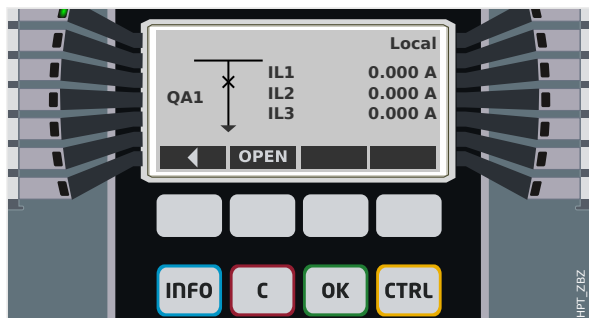 Local
IL1 0.000 A
QA1 IL2 0.000 A
IL3 0.000 A
OPEN
INFO C OK CTRL
HPT_ZBZ